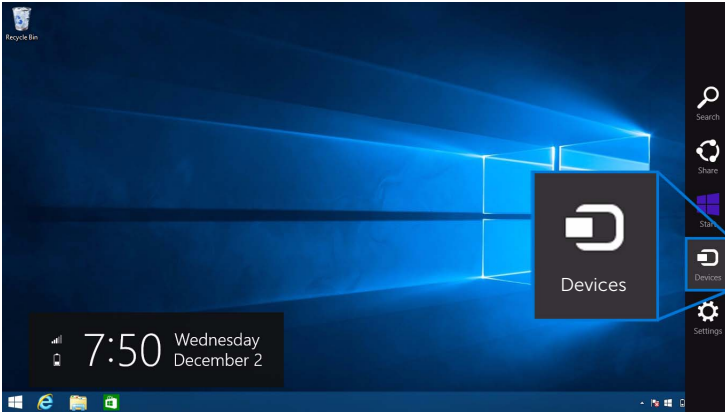 Recycle Bin
Search
Share
Start
Devices
Devices
Settings
7:50
Wednesday
December 2